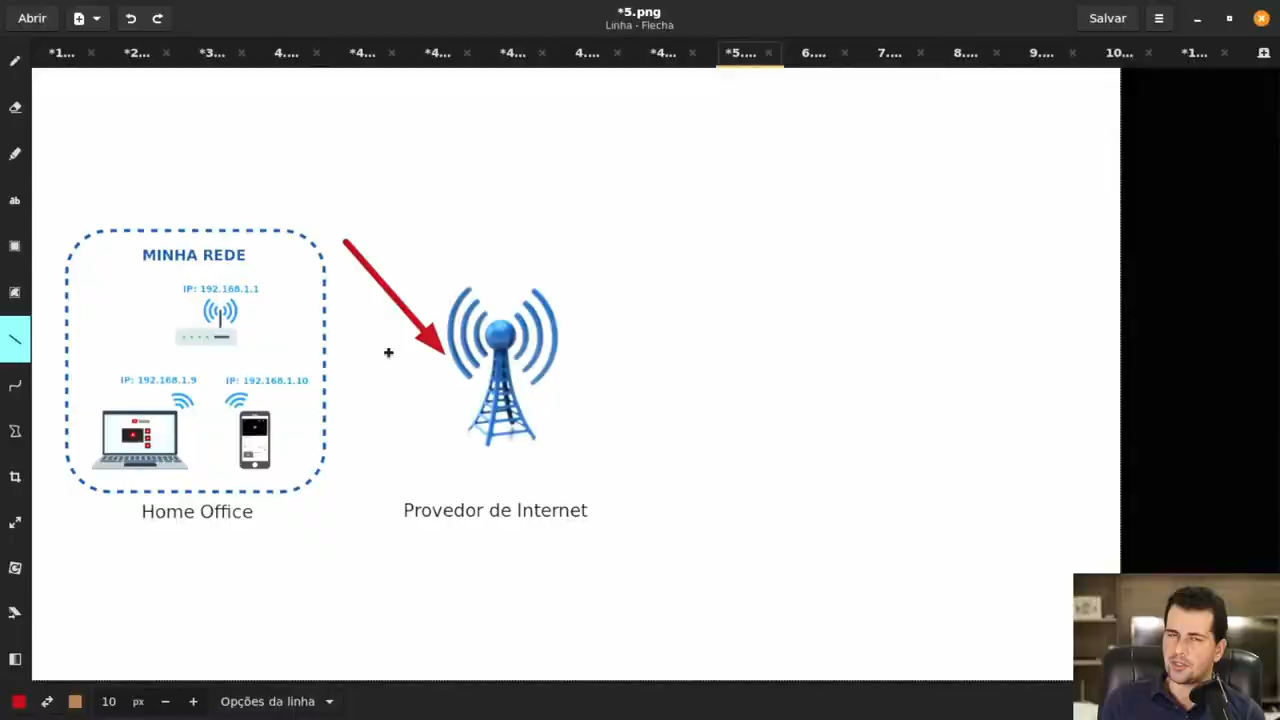 Abrir
*5.png
Linha - Flecha
Salvar
*1...
*2...
*3...
4....
*4...
*4...
*4...
4....
*4...
*5....
6....
7....
8....
9....
10...
*1...
MINHA REDE
IP: 192.168.1.1
IP: 192.168.1.9
IP: 192.168.1.10
Home Office
Provedor de Internet
ab
10
px
Opções da linha